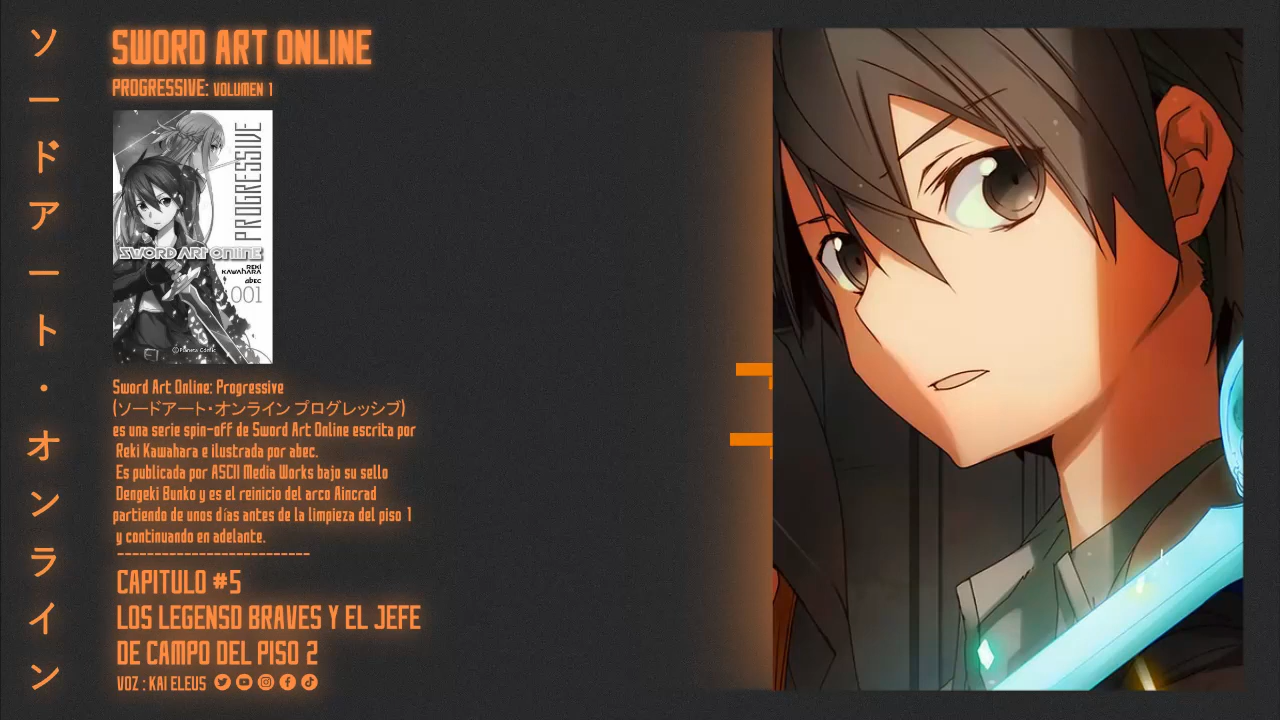 ソードアート・オンライン
SWORD ART ONLINE
PROGRESSIVE: VOLUMEN 1
PROGRESSIVE
SWORD ART ONLINE
REKI
KAWAHARA
abec
001
Planeta Cómic
Sword Art Online: Progressive
(ソードアート・オンライン プログレッシブ)
es una serie spin-off de Sword Art Online escrita por
Reki Kawahara e ilustrada por abec.
Es publicada por ASCII Media Works bajo su sello
Dengeki Bunko y es el reinicio del arco Aincrad
partiendo de unos días antes de la limpieza del piso 1
y continuando en adelante.
--------------------------
CAPITULO #5
LOS LEGENSD BRAVES Y EL JEFE
DE CAMPO DEL PISO 2
VOZ : KAI ELEUS